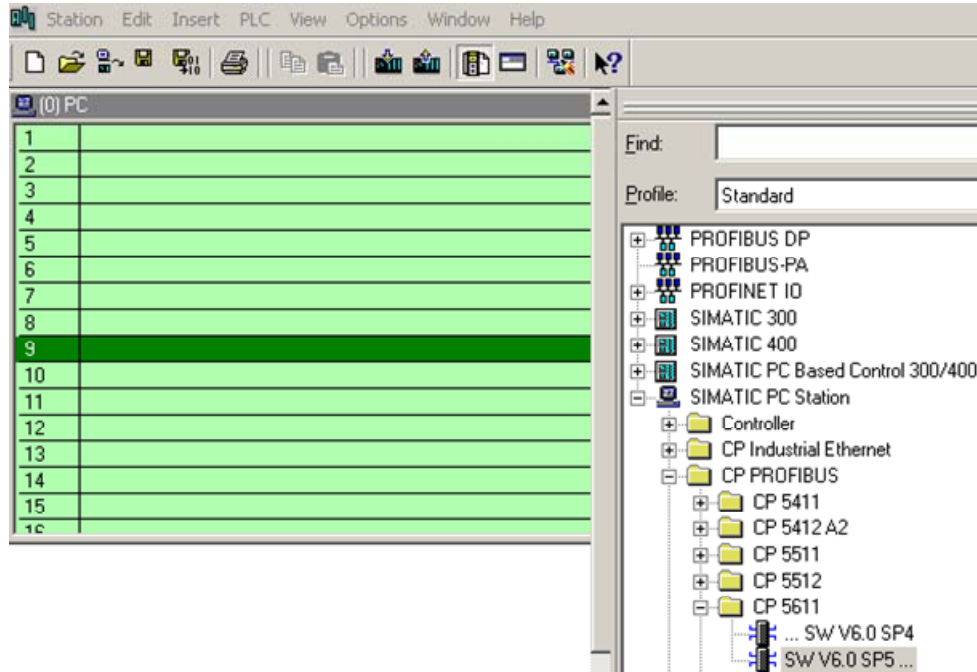 Station Edit Insert PLC View Options Window Help
(0) PC
1
2
3
4
5
6
7
8
9
10
11
12
13
14
15
16
Find:
Profile: Standard
PROFIBUS DP
PROFIBUS-PA
PROFINET IO
SIMATIC 300
SIMATIC 400
SIMATIC PC Based Control 300/400
SIMATIC PC Station
Controller
CP Industrial Ethernet
CP PROFIBUS
CP 5411
CP 5412 A2
CP 5511
CP 5512
CP 5611
... SW V6.0 SP4
SW V6.0 SP5 ...